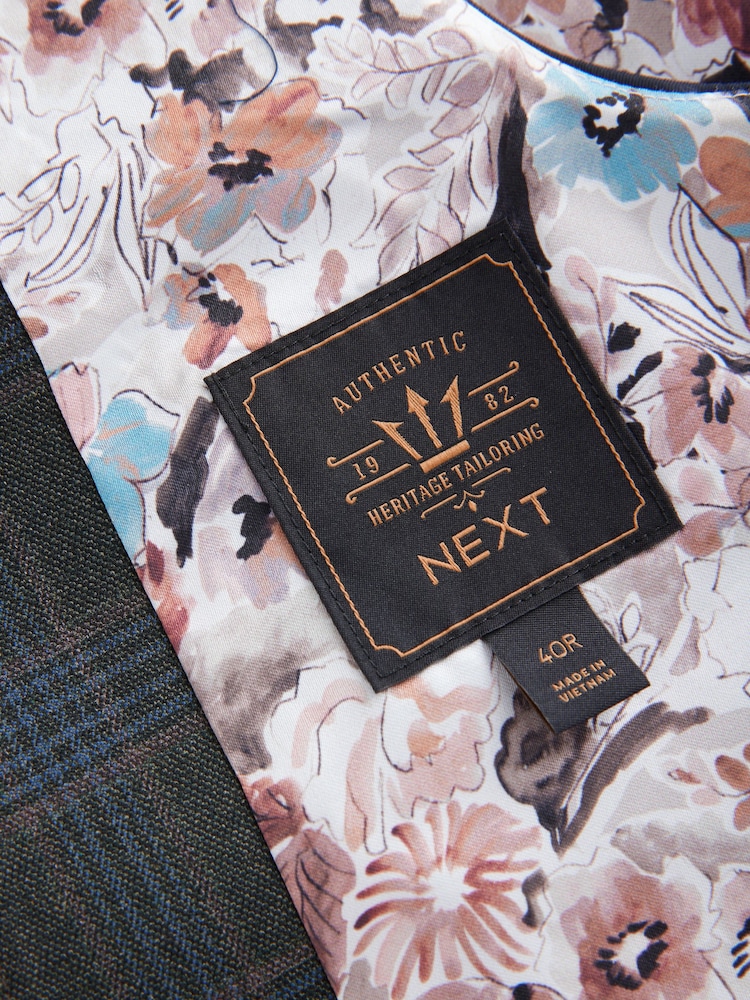 AUTHENTIC
19 82
HERITAGE TAILORING
NEXT
40R
MADE IN
VIETNAM